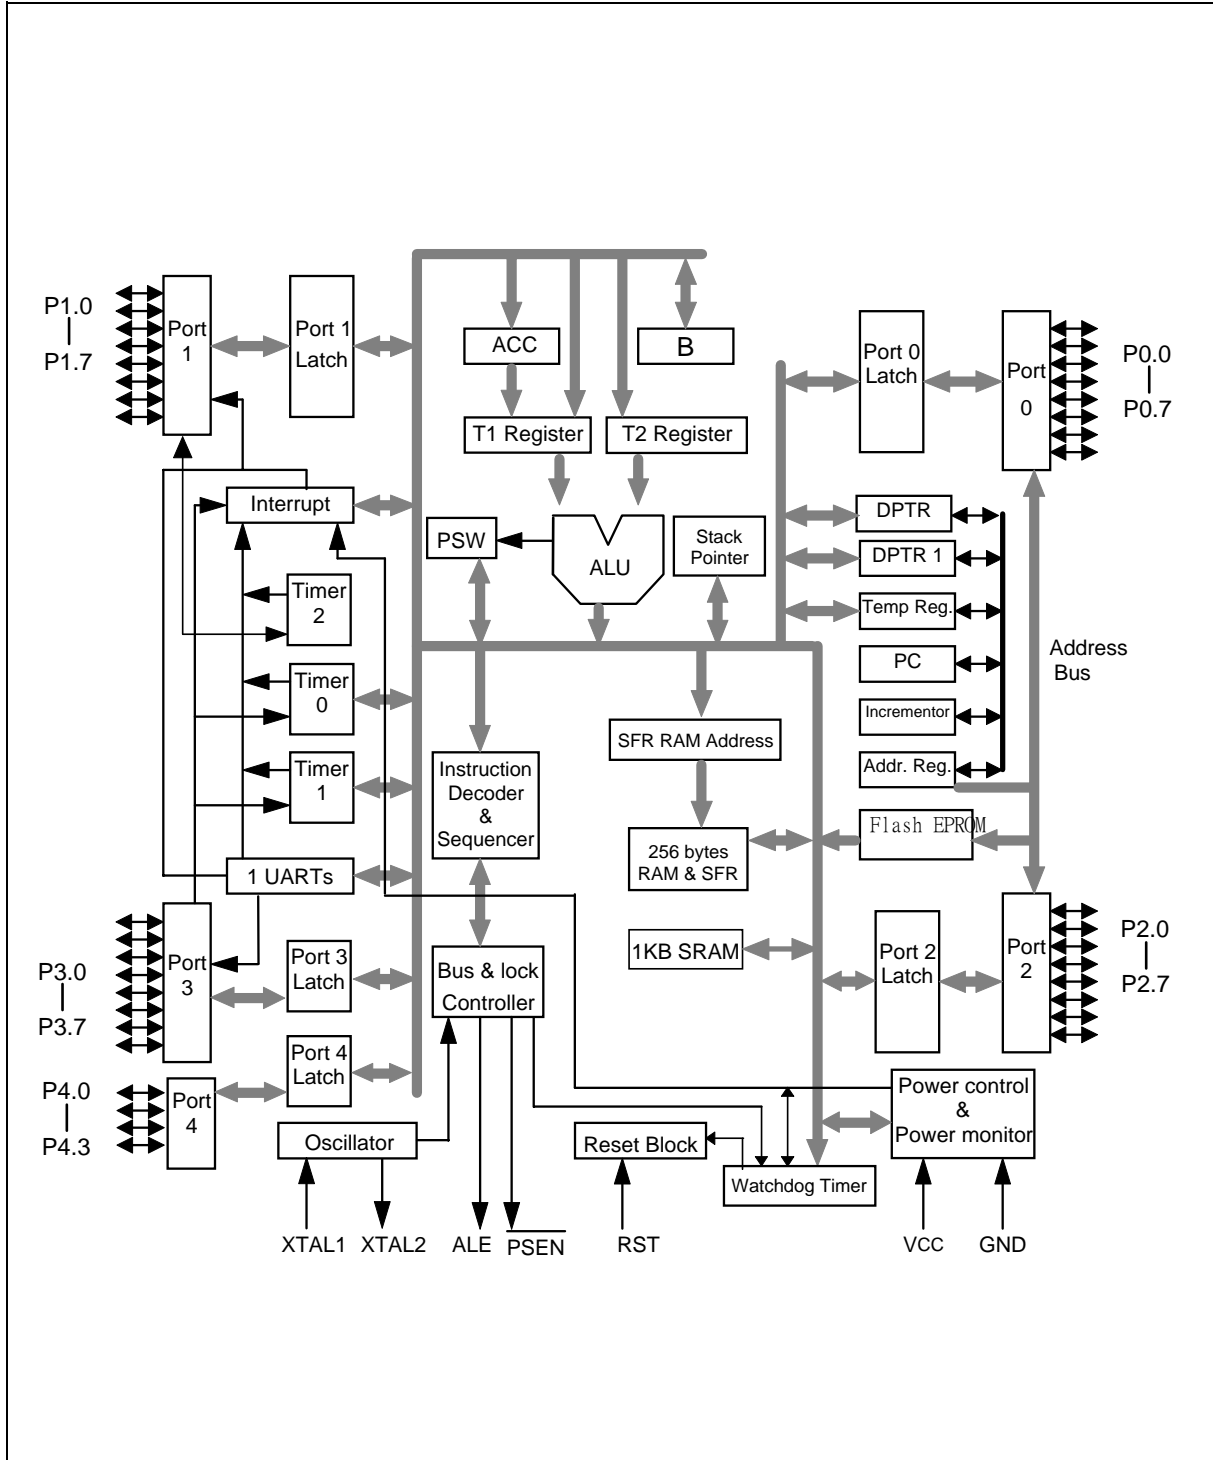 P1.0
P1.7
Port
1
Port 1
Latch
ACC
B
T1 Register
T2 Register
Port 0
Latch
Port
0
P0.0
P0.7
Interrupt
PSW
ALU
Stack
Pointer
DPTR
DPTR 1
Temp Reg.
PC
Incrementor
Addr. Reg.
Address
Bus
Timer
2
Timer
0
Timer
1
Instruction
Decoder
&
Sequencer
SFR RAM Address
256 bytes
RAM & SFR
Flash EPROM
1 UARTs
P3.0
P3.7
Port
3
Port 3
Latch
Bus & lock
Controller
1KB SRAM
Port 2
Latch
Port
2
P2.0
P2.7
P4.0
P4.3
Port
4
Port 4
Latch
Oscillator
Reset Block
Watchdog Timer
Power control
&
Power monitor
XTAL1
XTAL2
ALE
PSEN
RST
VCC
GND